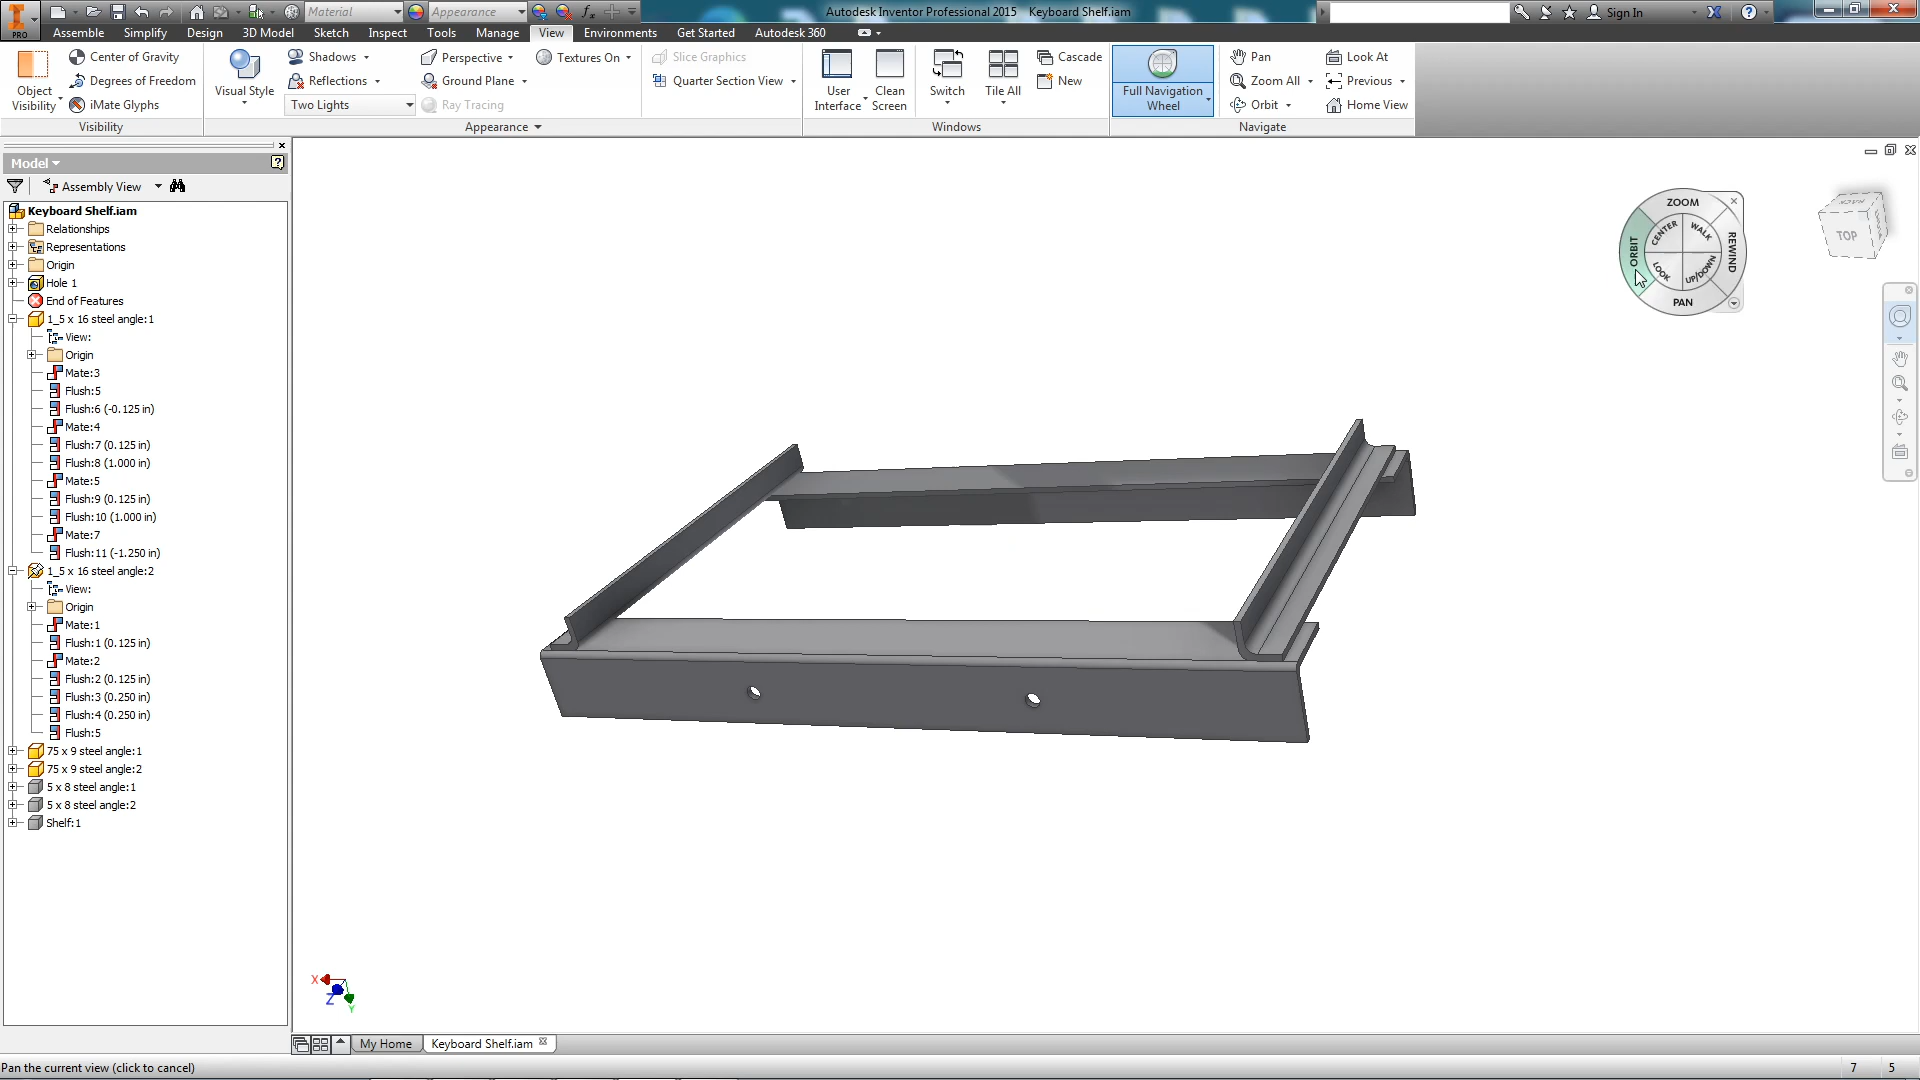 Material
Appearance
Autodesk Inventor Professional 2015 Keyboard Shelf.iam
Sign In
PRO
Assemble Simplify Design 3D Model Sketch Inspect Tools Manage View Environments Get Started Autodesk 360
Object Visibility
Center of Gravity
Degrees of Freedom
iMate Glyphs
Visibility
Visual Style
Shadows
Reflections
Two Lights
Perspective
Ground Plane
Ray Tracing
Textures On
Appearance
Slice Graphics
Quarter Section View
User Interface
Clean Screen
Switch
Tile All
Cascade
New
Windows
Full Navigation Wheel
Pan
Zoom All
Orbit
Look At
Previous
Home View
Navigate
Model
Assembly View
Keyboard Shelf.iam
Relationships
Representations
Origin
Hole 1
End of Features
1_5 x 16 steel angle:1
View:
Origin
Mate:3
Flush:5
Flush:6 (-0.125 in)
Mate:4
Flush:7 (0.125 in)
Flush:8 (1.000 in)
Mate:5
Flush:9 (0.125 in)
Flush:10 (1.000 in)
Mate:7
Flush:11 (-1.250 in)
1_5 x 16 steel angle:2
View:
Origin
Mate:1
Flush:1 (0.125 in)
Mate:2
Flush:2 (0.125 in)
Flush:3 (0.250 in)
Flush:4 (0.250 in)
Flush:5
75 x 9 steel angle:1
75 x 9 steel angle:2
5 x 8 steel angle:1
5 x 8 steel angle:2
Shelf:1
ZOOM
ORBIT
CENTER
WALK
REWIND
LOOK
UP/DOWN
PAN
BACK
TOP
X
Z
Y
My Home
Keyboard Shelf.iam
Pan the current view (click to cancel)
7 5